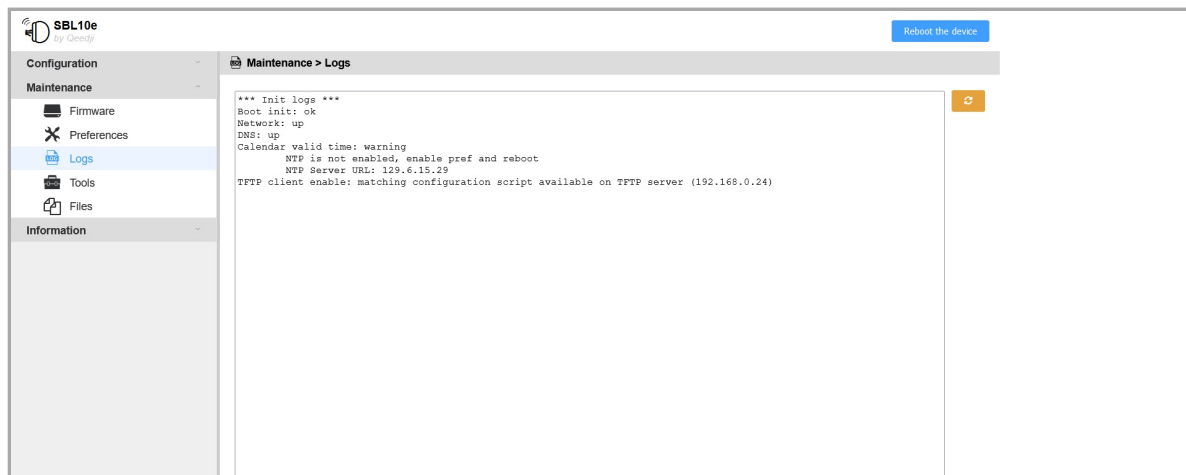 SBL10e
by Qeedji
Reboot the device
Configuration
Maintenance > Logs
Maintenance
Firmware
Preferences
LOG
Logs
Tools
Files
Information
*** Init logs ***
Boot init: ok
Network: up
DNS: up
Calendar valid time: warning
NTP is not enabled, enable pref and reboot
NTP Server URL: 129.6.15.29
TFTP client enable: matching configuration script available on TFTP server (192.168.0.24)